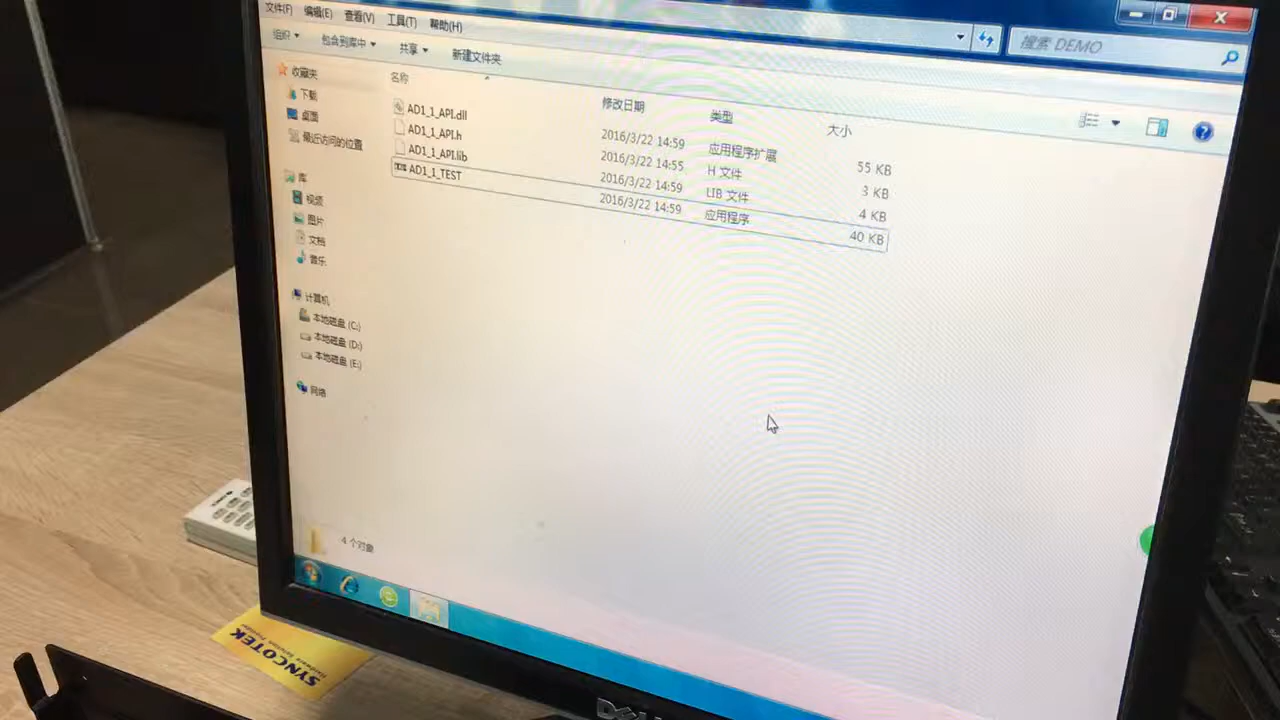 文件(F) 编辑(E) 查看(V) 工具(T) 帮助(H)
搜索 DEMO
组织 包含到库中 共享 新建文件夹
名称 修改日期 类型 大小
AD1_1_API.dll 2016/3/22 14:59 应用程序扩展 55 KB
AD1_1_API.h 2016/3/22 14:55 H 文件 3 KB
AD1_1_API.lib 2016/3/22 14:59 LIB 文件 4 KB
AD1_1_TEST 2016/3/22 14:59 应用程序 40 KB
收藏夹
下载
桌面
最近访问的位置
库
视频
图片
文档
音乐
计算机
本地磁盘 (C:)
本地磁盘 (D:)
本地磁盘 (E:)
网络
4 个对象
SYNCOTEK
Hardware Solution Provider
DELL